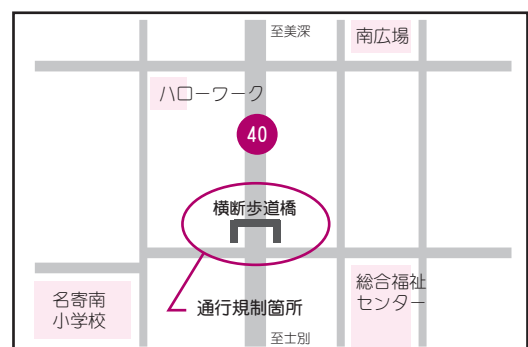 至美深
南広場
ハローワーク
40
横断歩道橋
通行規制箇所
総合福祉
センター
名寄南
小学校
至士別